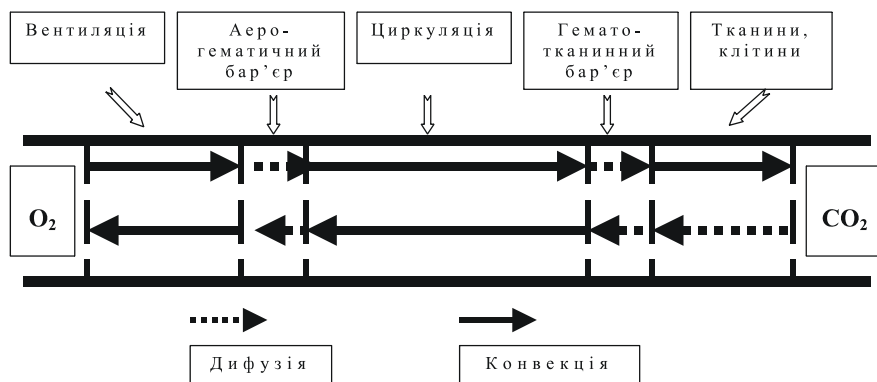 Вентиляція
Аеро-
гематичний
бар’єр
Циркуляція
Гемато-
тканинний
бар’єр
Тканини,
клітини
O₂
CO₂
Дифузія
Конвекція